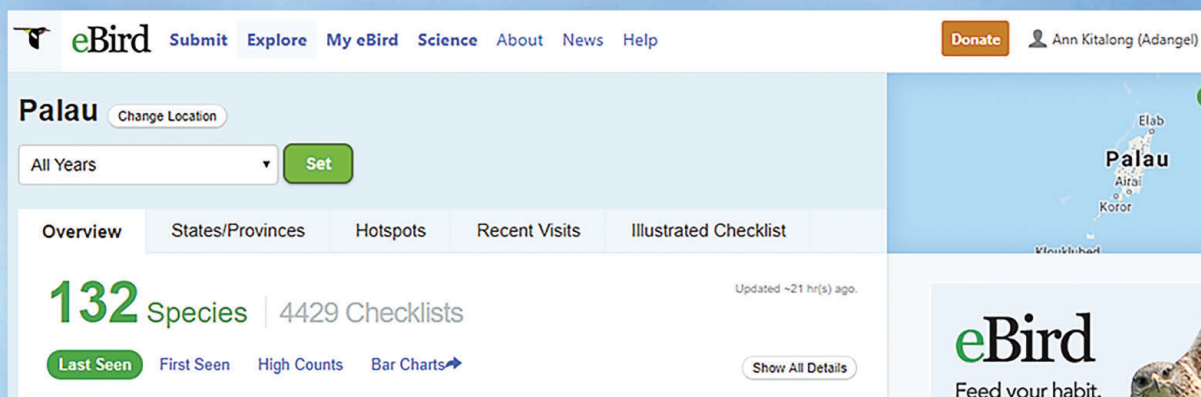 eBird Submit Explore My eBird Science About News Help Donate Ann Kitalong (Adangel)
Palau Change Location
All Years Set
Overview States/Provinces Hotspots Recent Visits Illustrated Checklist
132 Species 4429 Checklists
Updated ~21 hr(s) ago.
Last Seen First Seen High Counts Bar Charts
Show All Details
Elab
Palau
Airai
Koror
Klouklubed
eBird
Feed your habit.